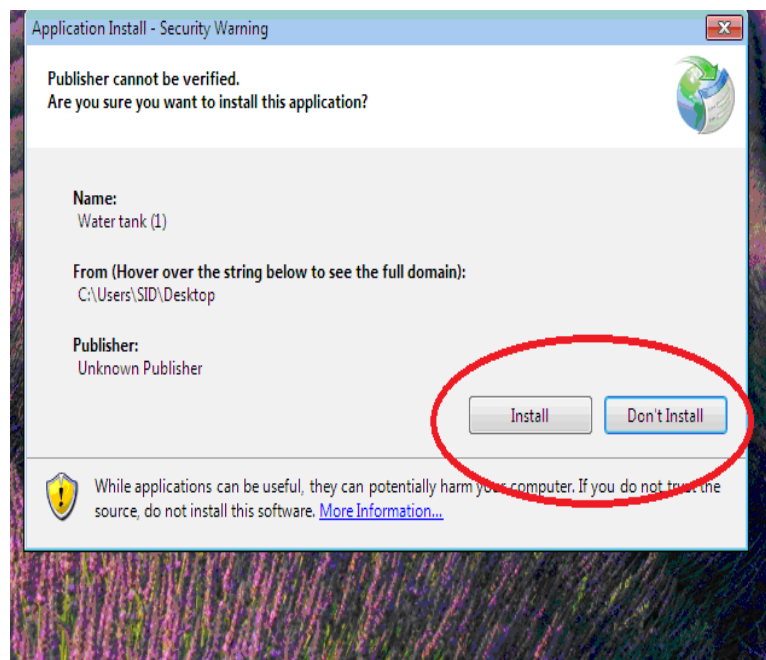 Application Install - Security Warning
Publisher cannot be verified.
Are you sure you want to install this application?
Name:
Water tank (1)
From (Hover over the string below to see the full domain):
C:\Users\SID\Desktop
Publisher:
Unknown Publisher
Install Don't Install
While applications can be useful, they can potentially harm your computer. If you do not trust the
source, do not install this software. More Information...